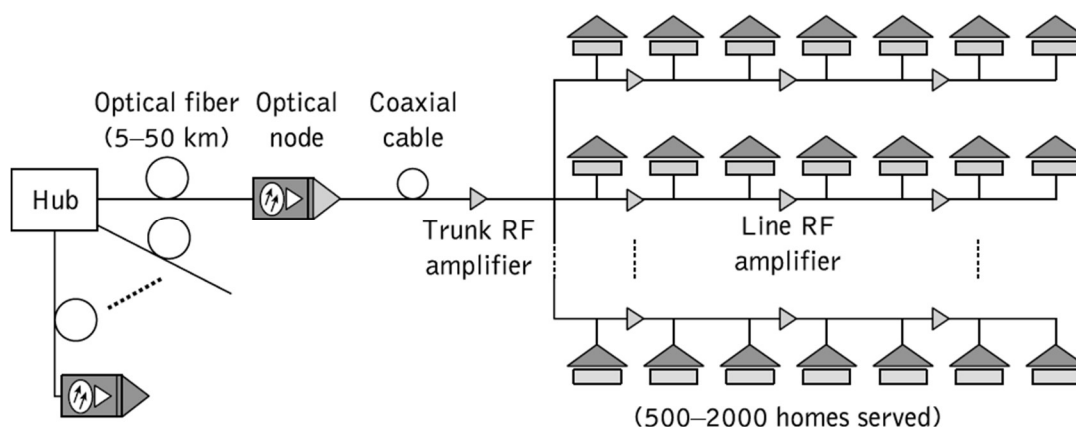 Optical fiber
(5–50 km)
Optical
node
Coaxial
cable
Hub
Trunk RF
amplifier
Line RF
amplifier
(500–2000 homes served)